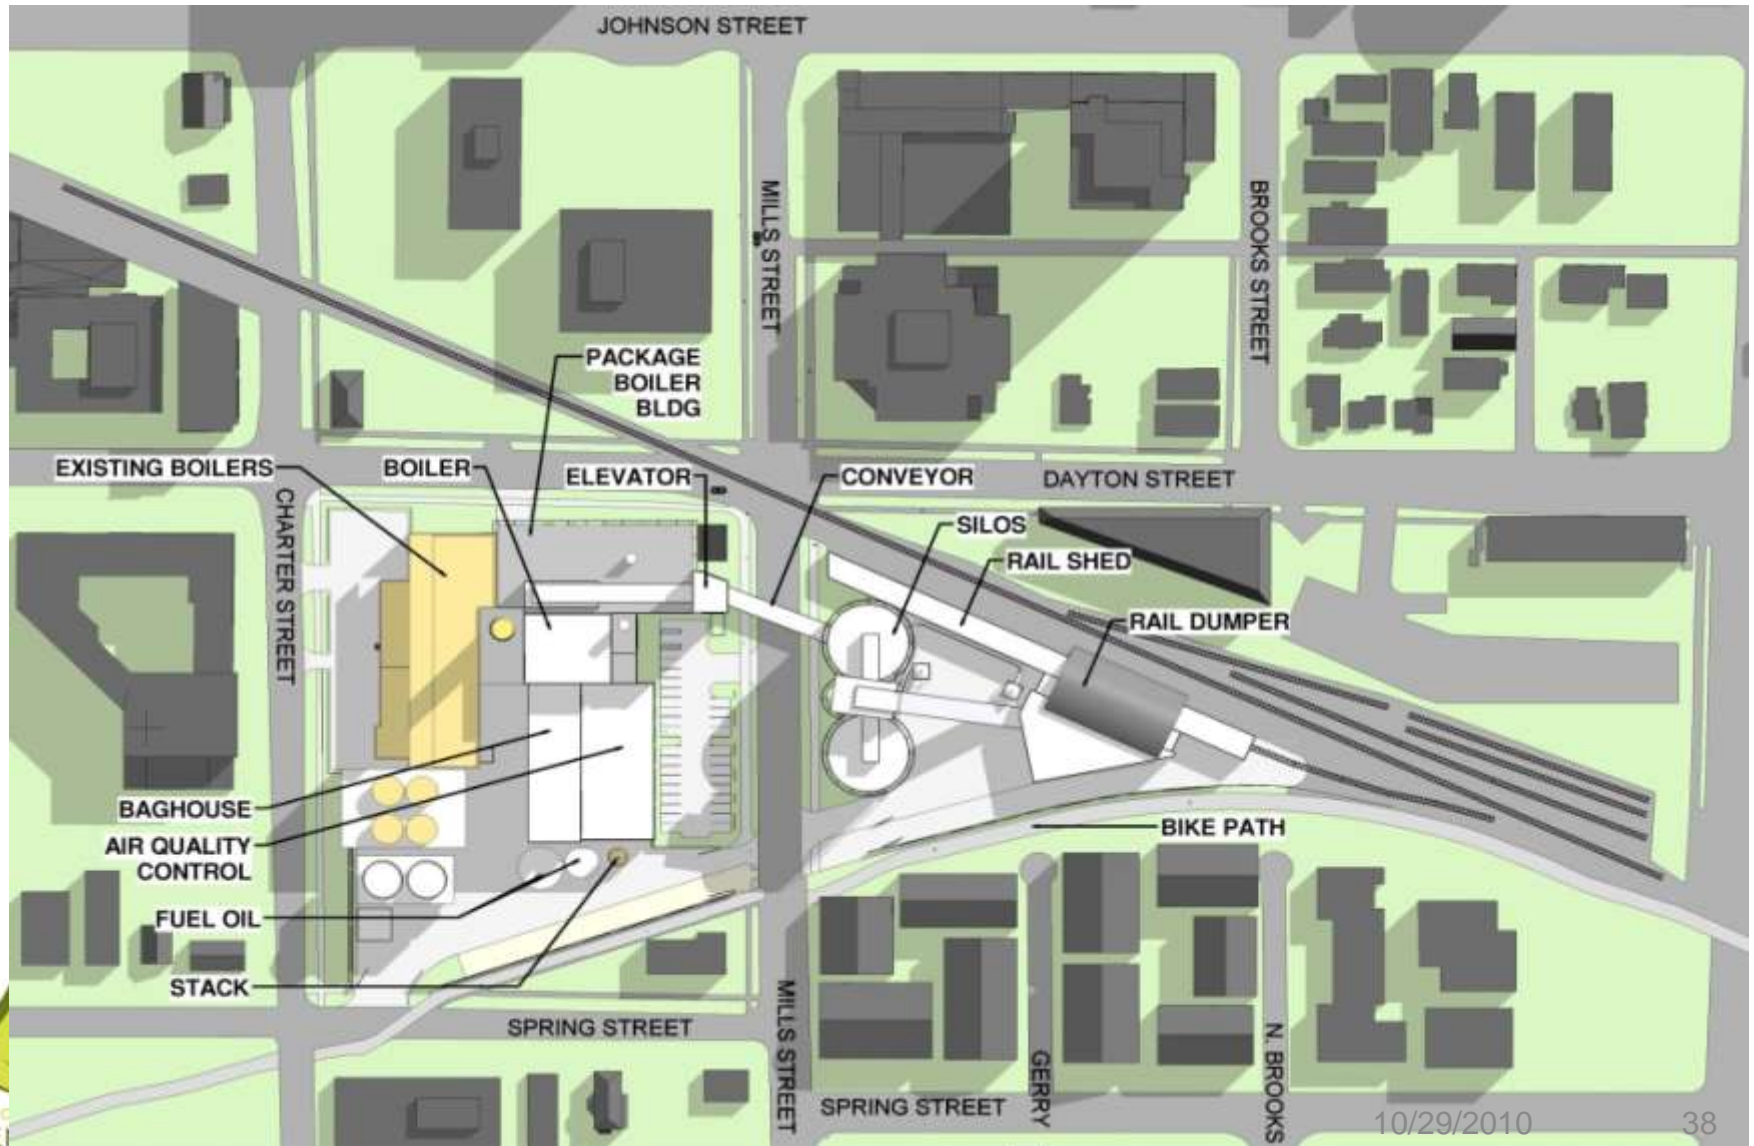 JOHNSON STREET
MILLS STREET
BROOKS STREET
PACKAGE
BOILER
BLDG
EXISTING BOILERS
BOILER
ELEVATOR
CONVEYOR
DAYTON STREET
CHARTER STREET
SILOS
RAIL SHED
RAIL DUMPER
BAGHOUSE
AIR QUALITY
CONTROL
BIKE PATH
FUEL OIL
STACK
SPRING STREET
MILLS STREET
GERRY
N. BROOKS
SPRING STREET
10/29/2010
38